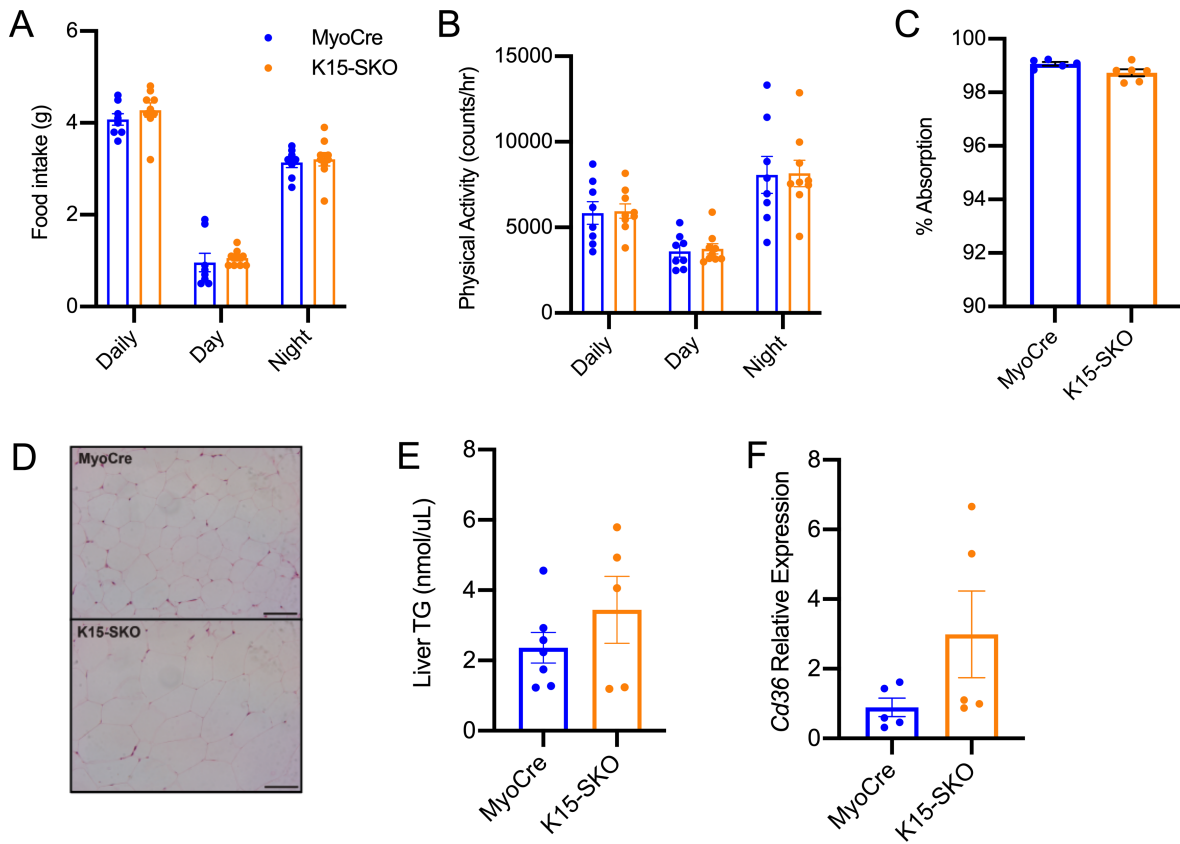 A
Food intake (g)
6
4
2
0
MyoCre
K15-SKO
Daily
Day
Night
B
Physical Activity (counts/hr)
15000
10000
5000
0
Daily
Day
Night
C
% Absorption
100
98
96
94
92
90
MyoCre
K15-SKO
D
MyoCre
K15-SKO
E
Liver TG (nmol/uL)
8
6
4
2
0
MyoCre
K15-SKO
F
Cd36 Relative Expression
8
6
4
2
0
MyoCre
K15-SKO